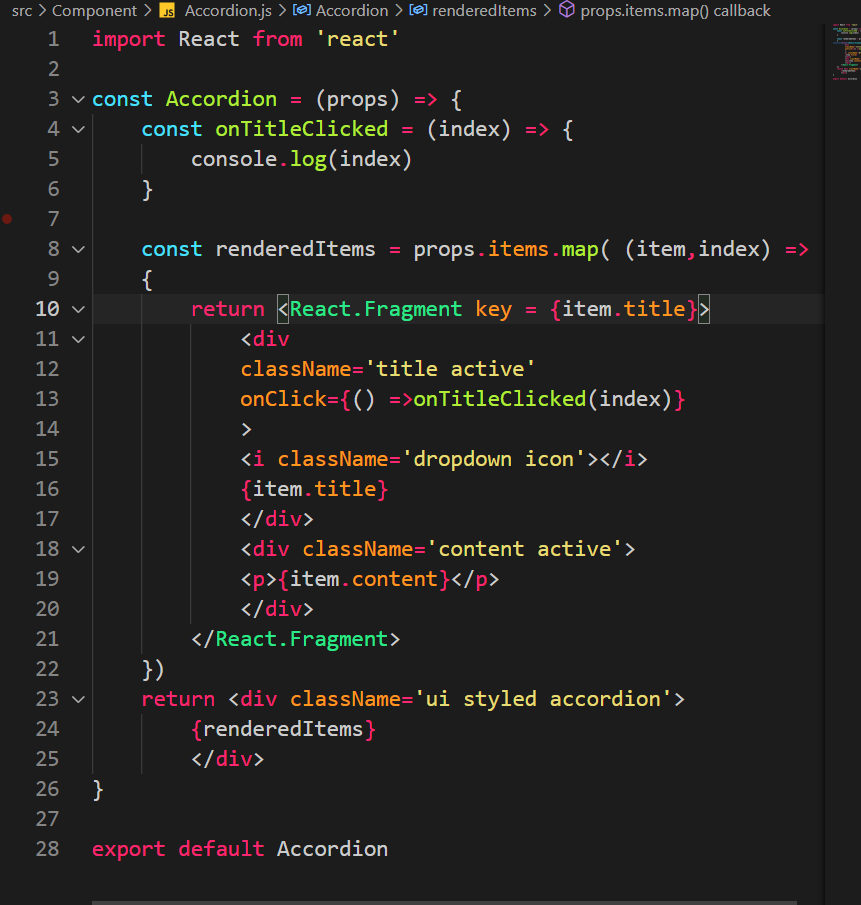 src > Component > JS Accordion.js > Accordion > renderedItems > props.items.map() callback
1 import React from 'react'
2
3 const Accordion = (props) => {
4     const onTitleClicked = (index) => {
5         console.log(index)
6     }
7
8     const renderedItems = props.items.map( (item,index) =>
9     {
10         return <React.Fragment key = {item.title}>
11             <div
12             className='title active'
13             onClick={() =>onTitleClicked(index)}
14             >
15             <i className='dropdown icon'></i>
16             {item.title}
17             </div>
18             <div className='content active'>
19             <p>{item.content}</p>
20             </div>
21         </React.Fragment>
22     })
23     return <div className='ui styled accordion'>
24         {renderedItems}
25         </div>
26 }
27
28 export default Accordion